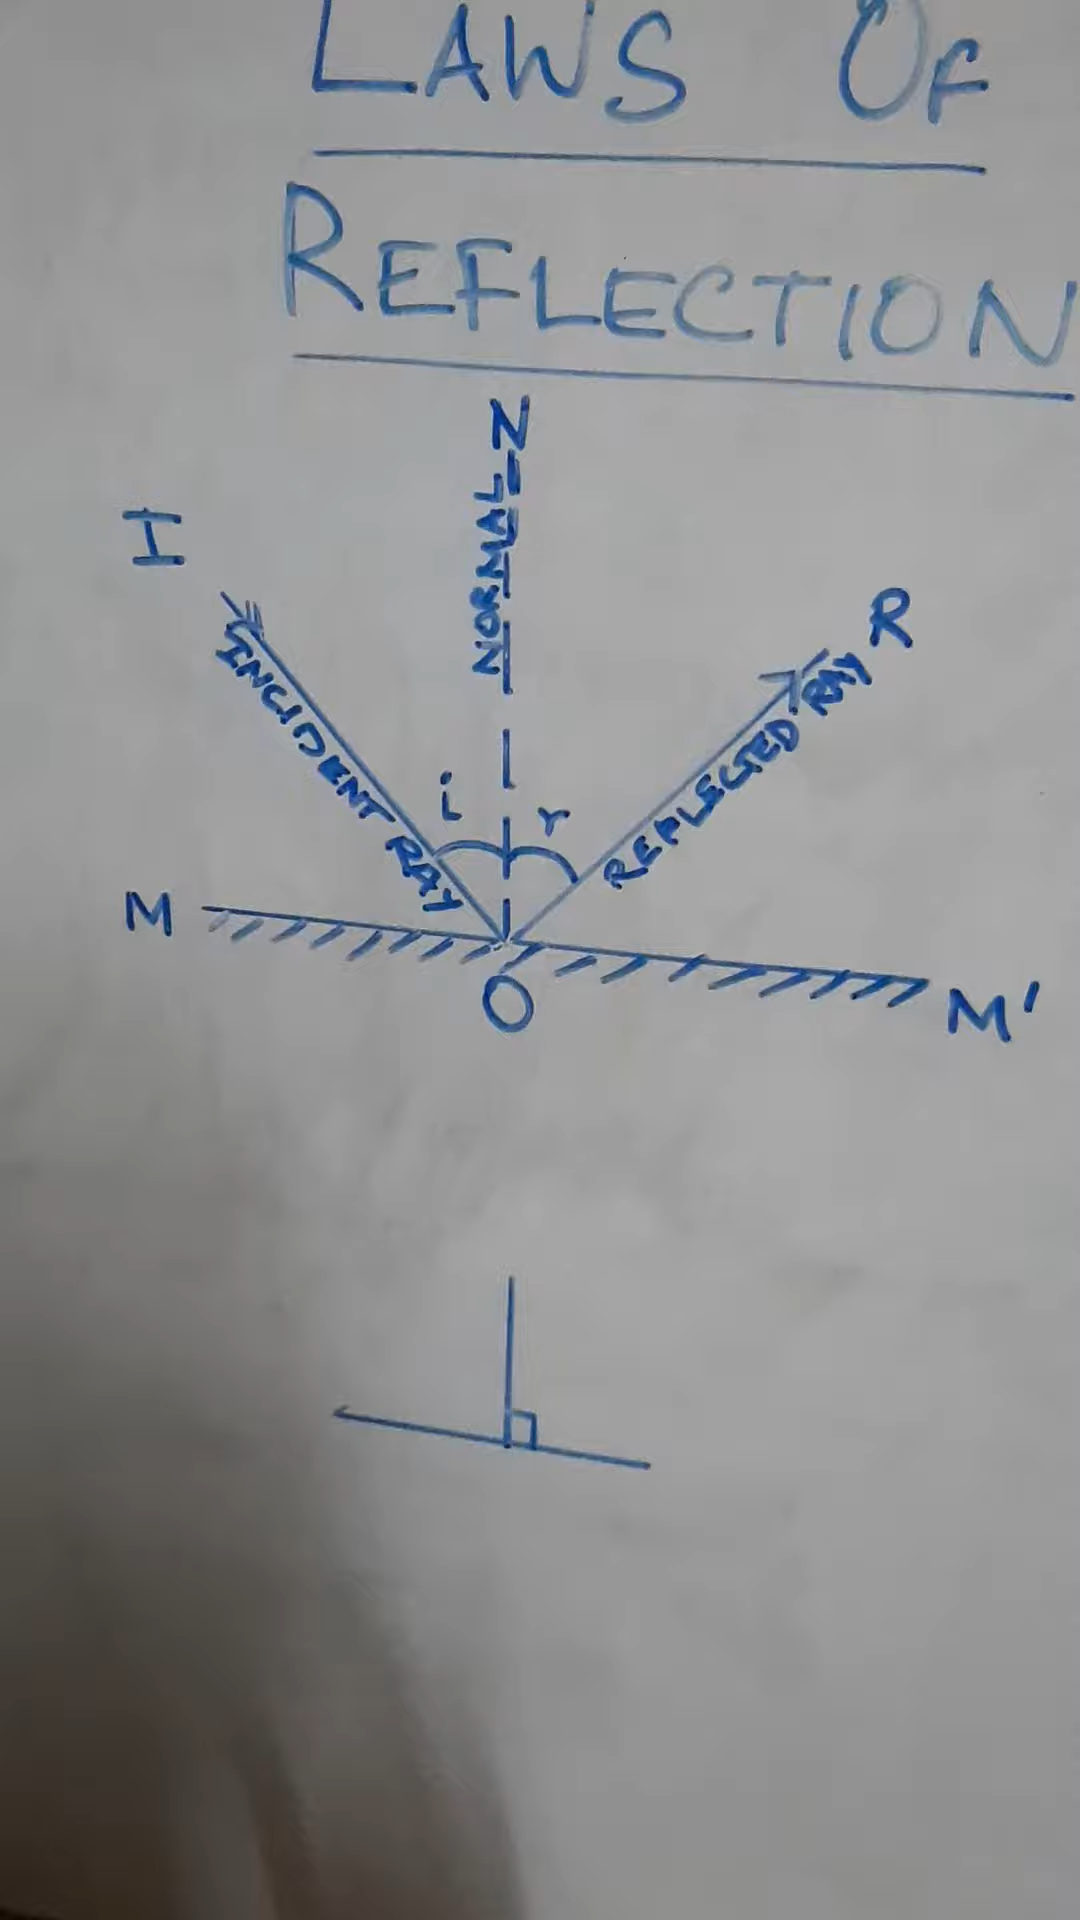 LAWS OF
REFLECTION
N
NORMAL
I
INCIDENT RAY
R
REFLECTED RAY
i
r
M
O
M'